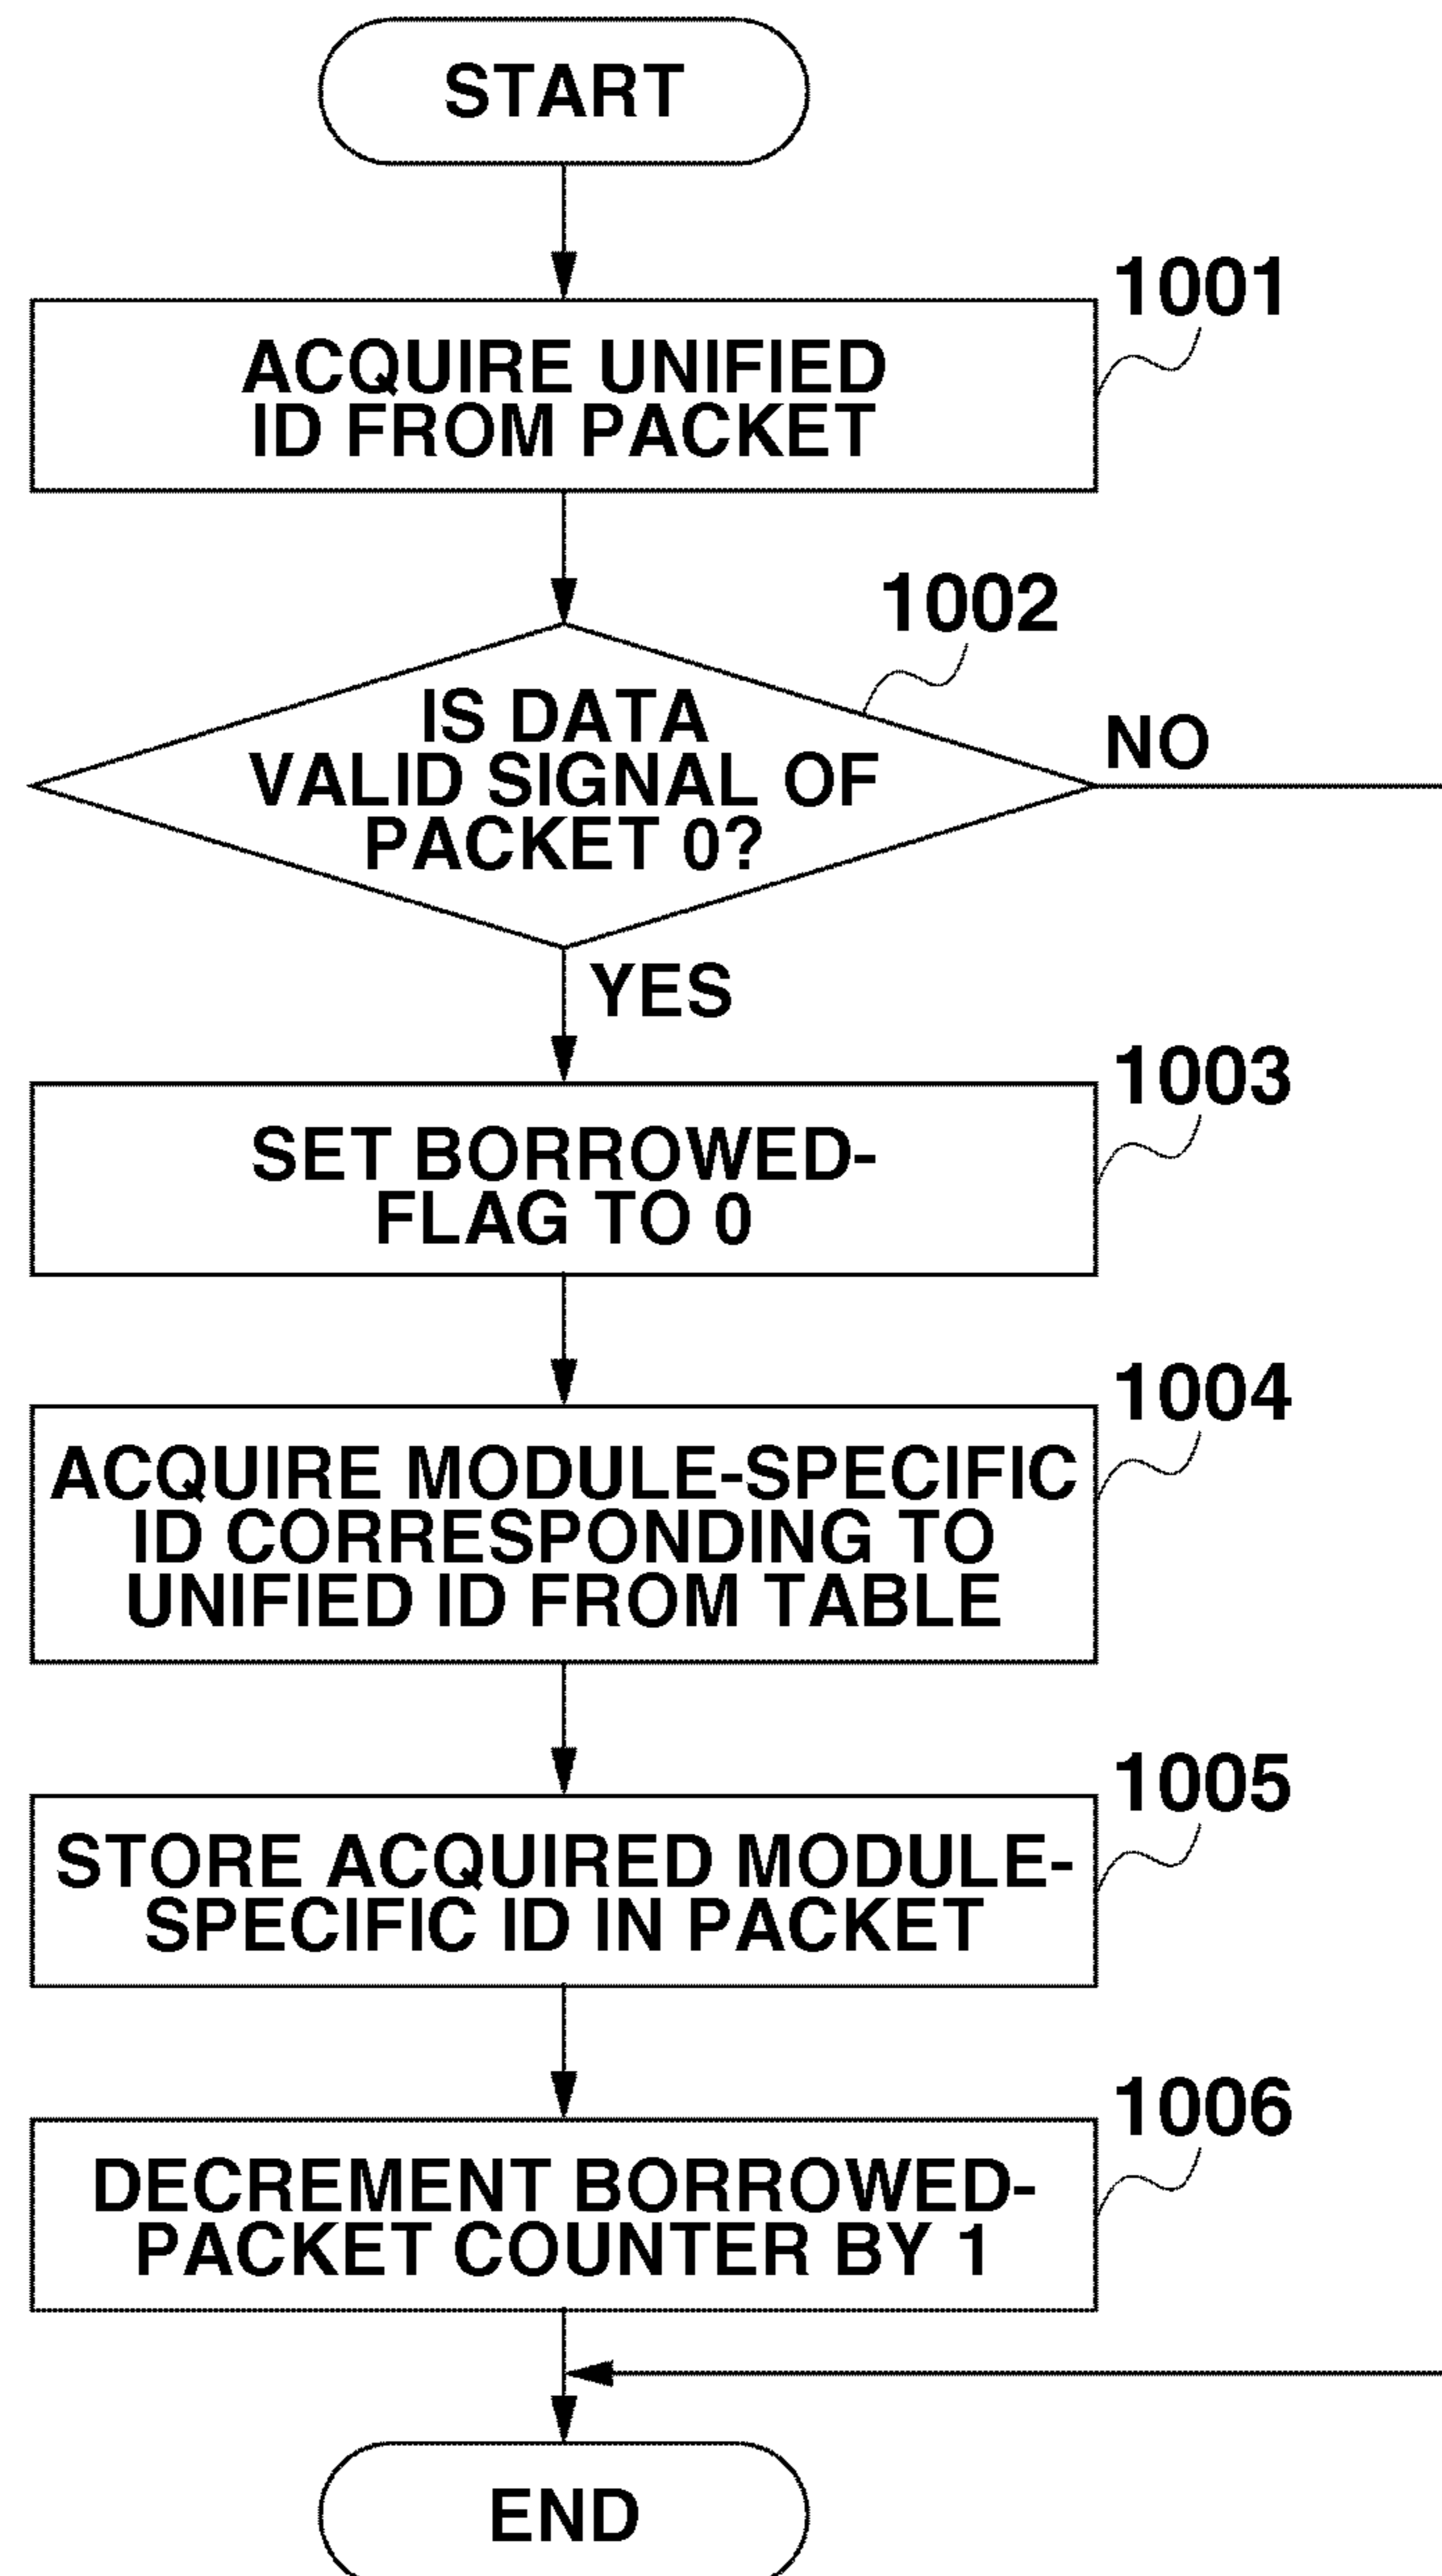 START
1001
ACQUIRE UNIFIED
ID FROM PACKET
1002
IS DATA
VALID SIGNAL OF
PACKET 0?
NO
YES
1003
SET BORROWED-
FLAG TO 0
1004
ACQUIRE MODULE-SPECIFIC
ID CORRESPONDING TO
UNIFIED ID FROM TABLE
1005
STORE ACQUIRED MODULE-
SPECIFIC ID IN PACKET
1006
DECREMENT BORROWED-
PACKET COUNTER BY 1
END